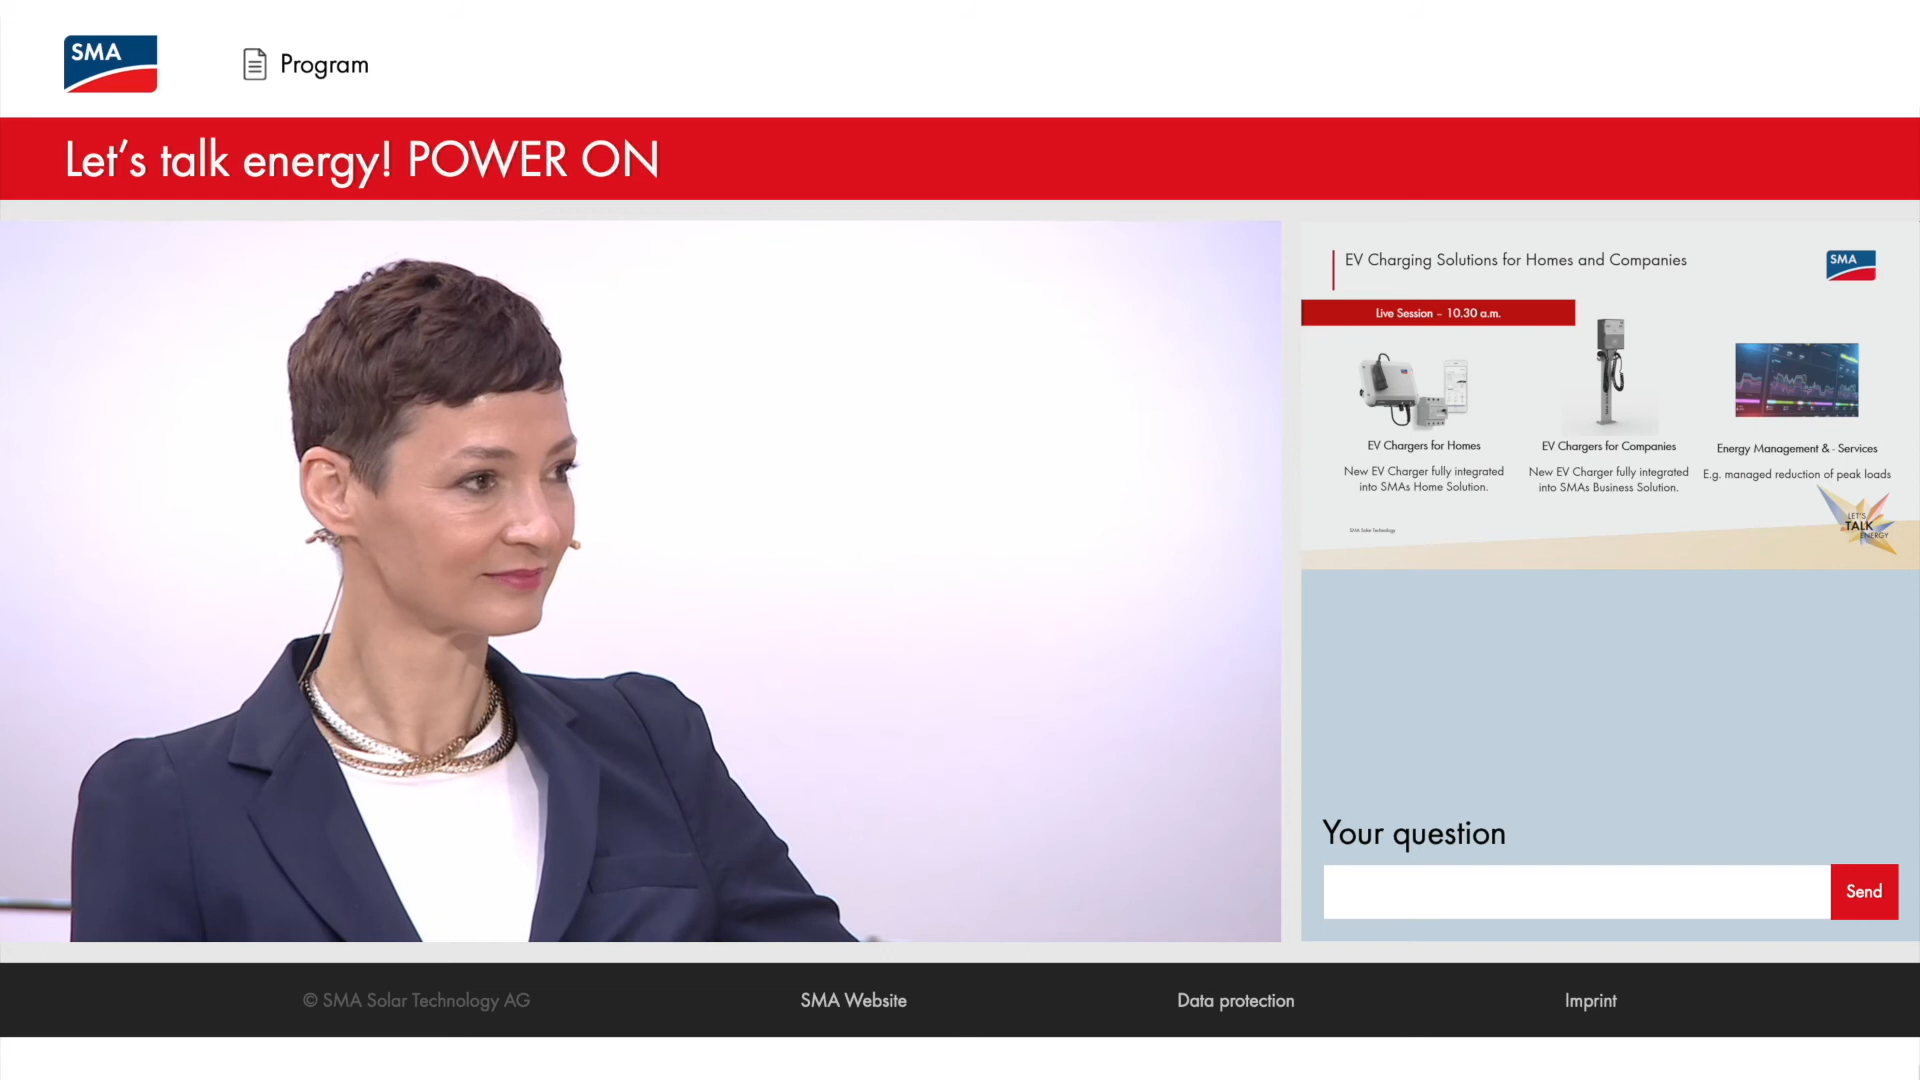 SMA
Program
Let's talk energy! POWER ON
EV Charging Solutions for Homes and Companies
SMA
Live Session – 10.30 a.m.
EV Chargers for Homes
New EV Charger fully integrated
into SMAs Home Solution.
EV Chargers for Companies
New EV Charger fully integrated
into SMAs Business Solution.
Energy Management & - Services
E.g. managed reduction of peak loads
SMA Solar Technology
LET'S
TALK
ENERGY
Your question
Send
© SMA Solar Technology AG
SMA Website
Data protection
Imprint